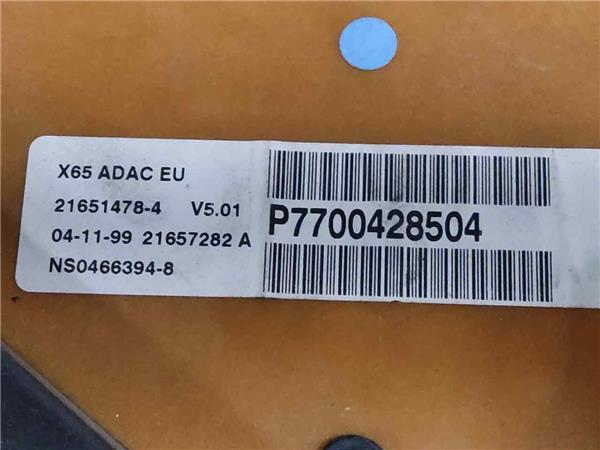 X65 ADAC EU
21651478-4 V5.01
04-11-99 21657282 A
NS0466394-8
P7700428504